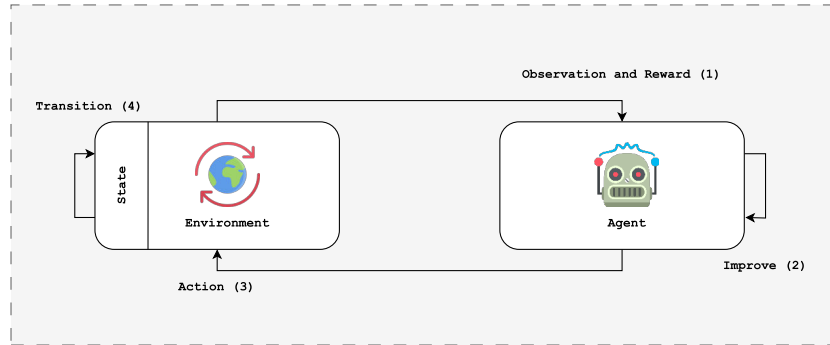 Observation and Reward (1)
Transition (4)
State
Environment
Agent
Improve (2)
Action (3)